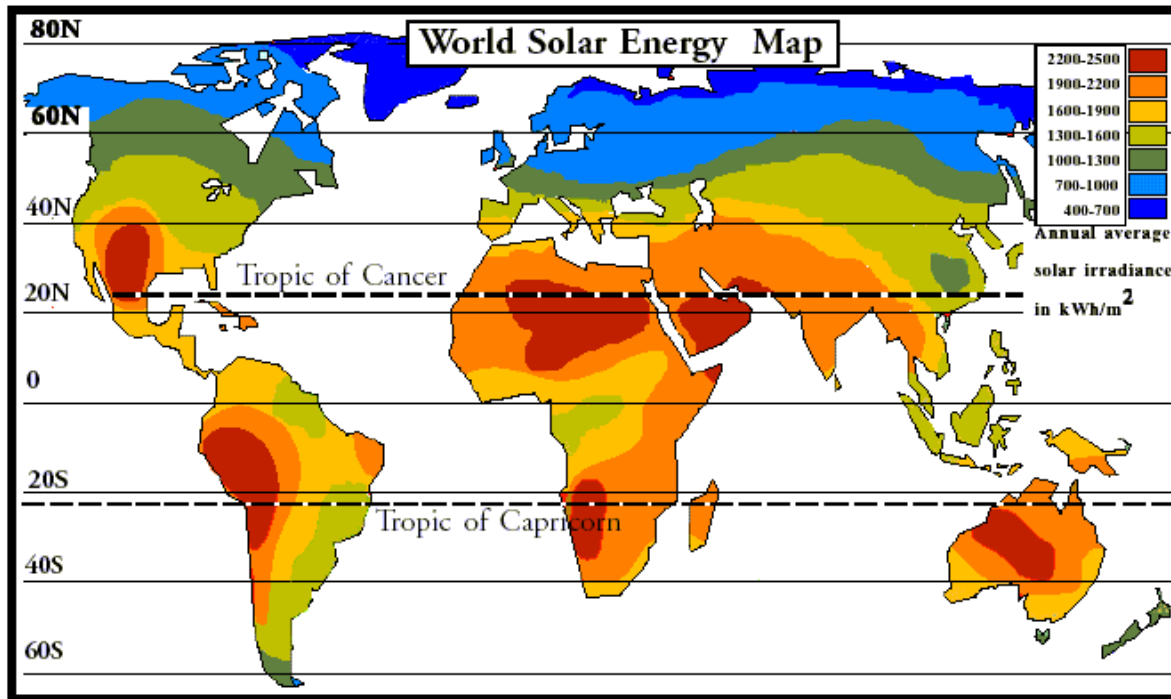 World Solar Energy Map
80N
60N
40N
20N
0
20S
40S
60S
Tropic of Cancer
Tropic of Capricorn
2200-2500
1900-2200
1600-1900
1300-1600
1000-1300
700-1000
400-700
Annual average
solar irradiance
in kWh/m²